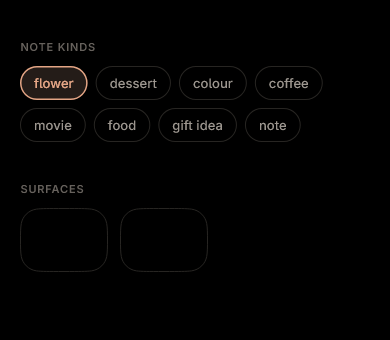 NOTE KINDS
flower dessert colour coffee
movie food gift idea note
SURFACES